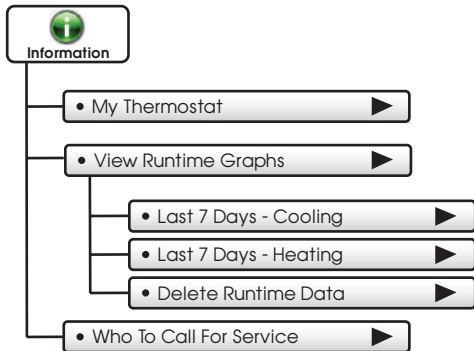 Information
• My Thermostat
• View Runtime Graphs
• Last 7 Days - Cooling
• Last 7 Days - Heating
• Delete Runtime Data
• Who To Call For Service